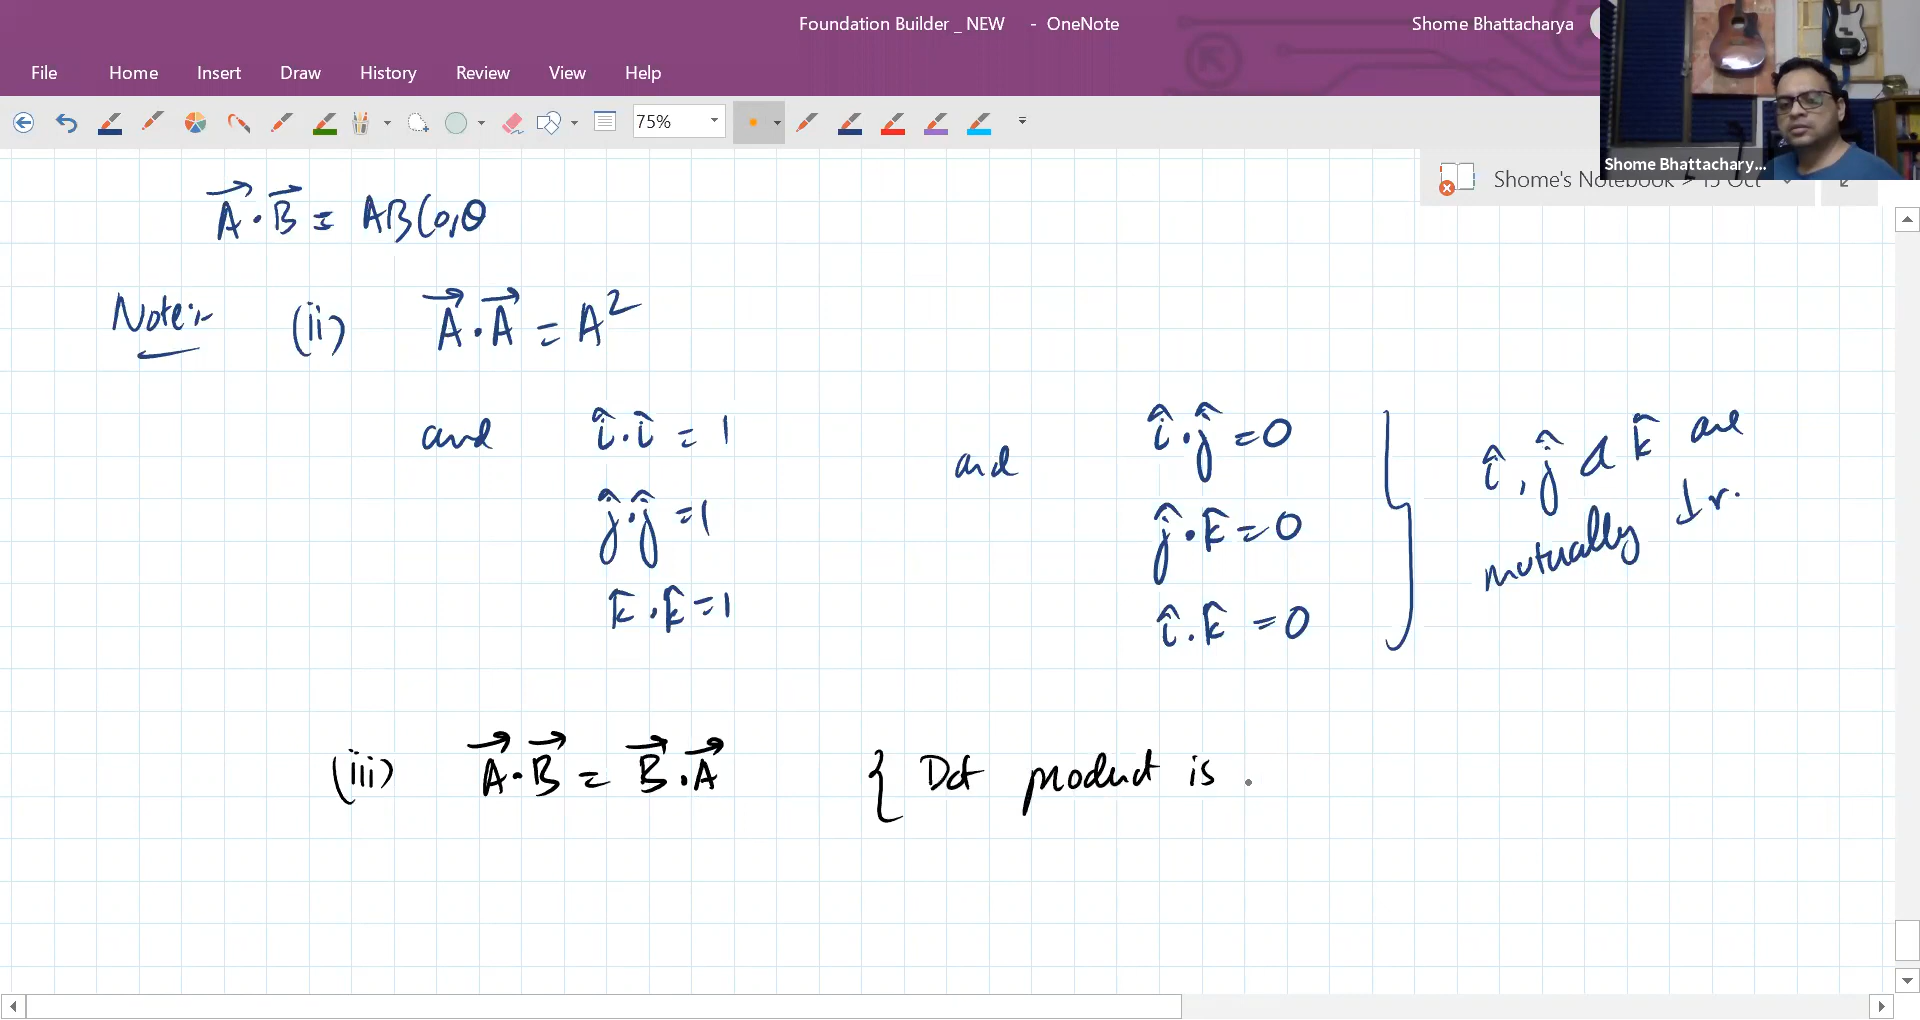 Foundation Builder _ NEW - OneNote
Shome Bhattacharya
File Home Insert Draw History Review View Help
75%
Shome Bhattachary...
Shome's Notebook > 15 Oct
A⃗ · B⃗ = AB Cos θ
Note:- (ii) A⃗ · A⃗ = A²
and î · î = 1 and î · ĵ = 0
ĵ · ĵ = 1 ĵ · k̂ = 0
k̂ · k̂ = 1 î · k̂ = 0
î, ĵ & k̂ are
mutually ⊥r.
(iii) A⃗ · B⃗ = B⃗ · A⃗ { Dot product is